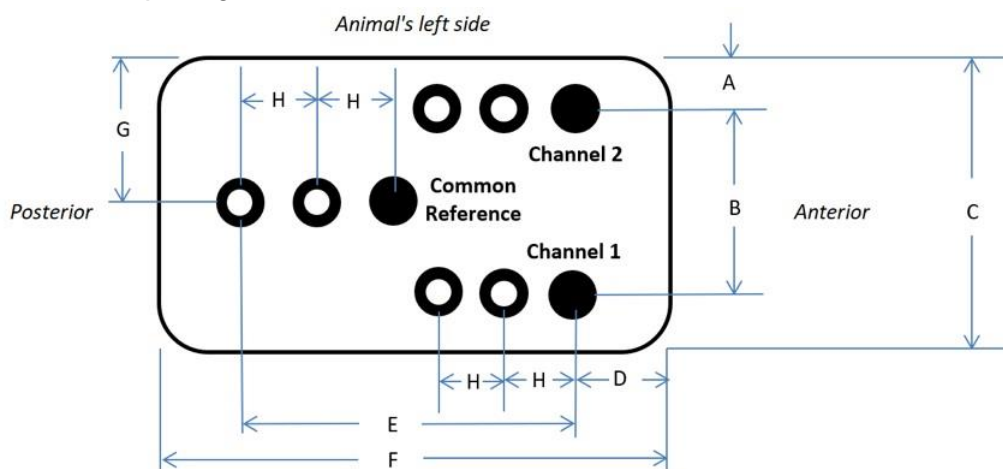 Animal's left side
A
H H
G
Channel 2
Common
Reference
Posterior
B
Anterior
C
Channel 1
H H D
E
F